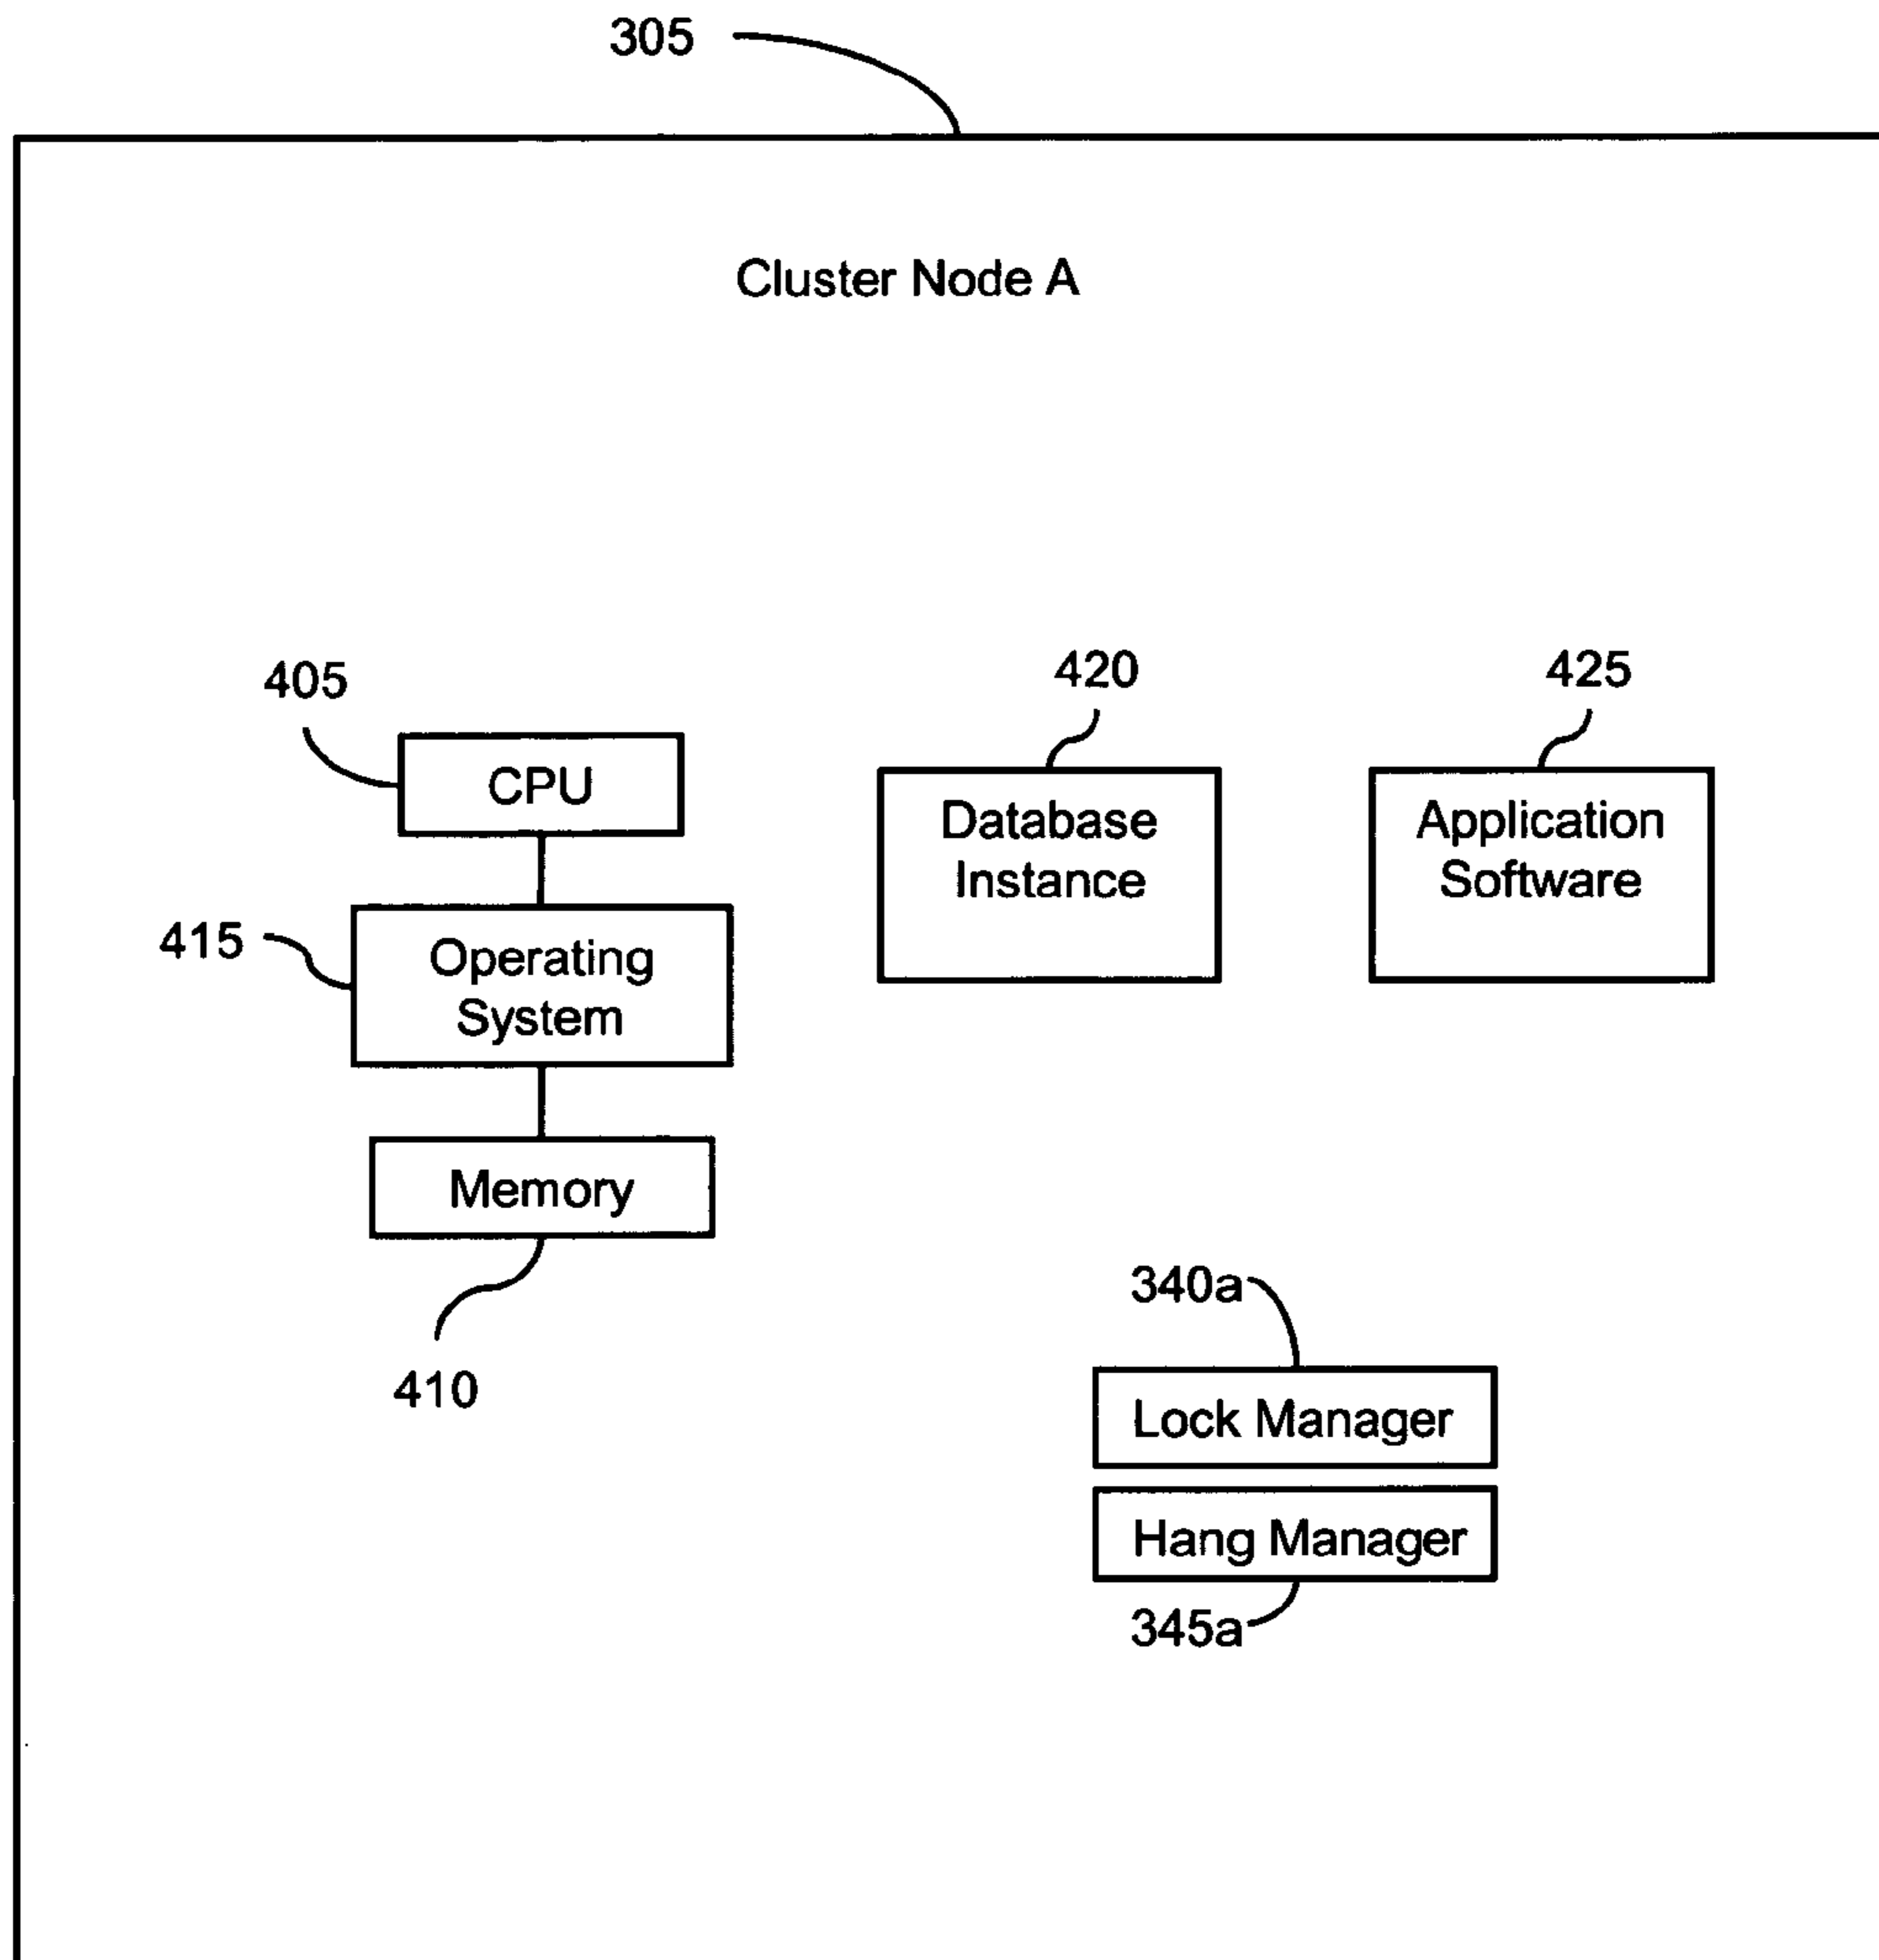 305
Cluster Node A
405
420
425
CPU
Database
Instance
Application
Software
415
Operating
System
Memory
410
340a
Lock Manager
Hang Manager
345a